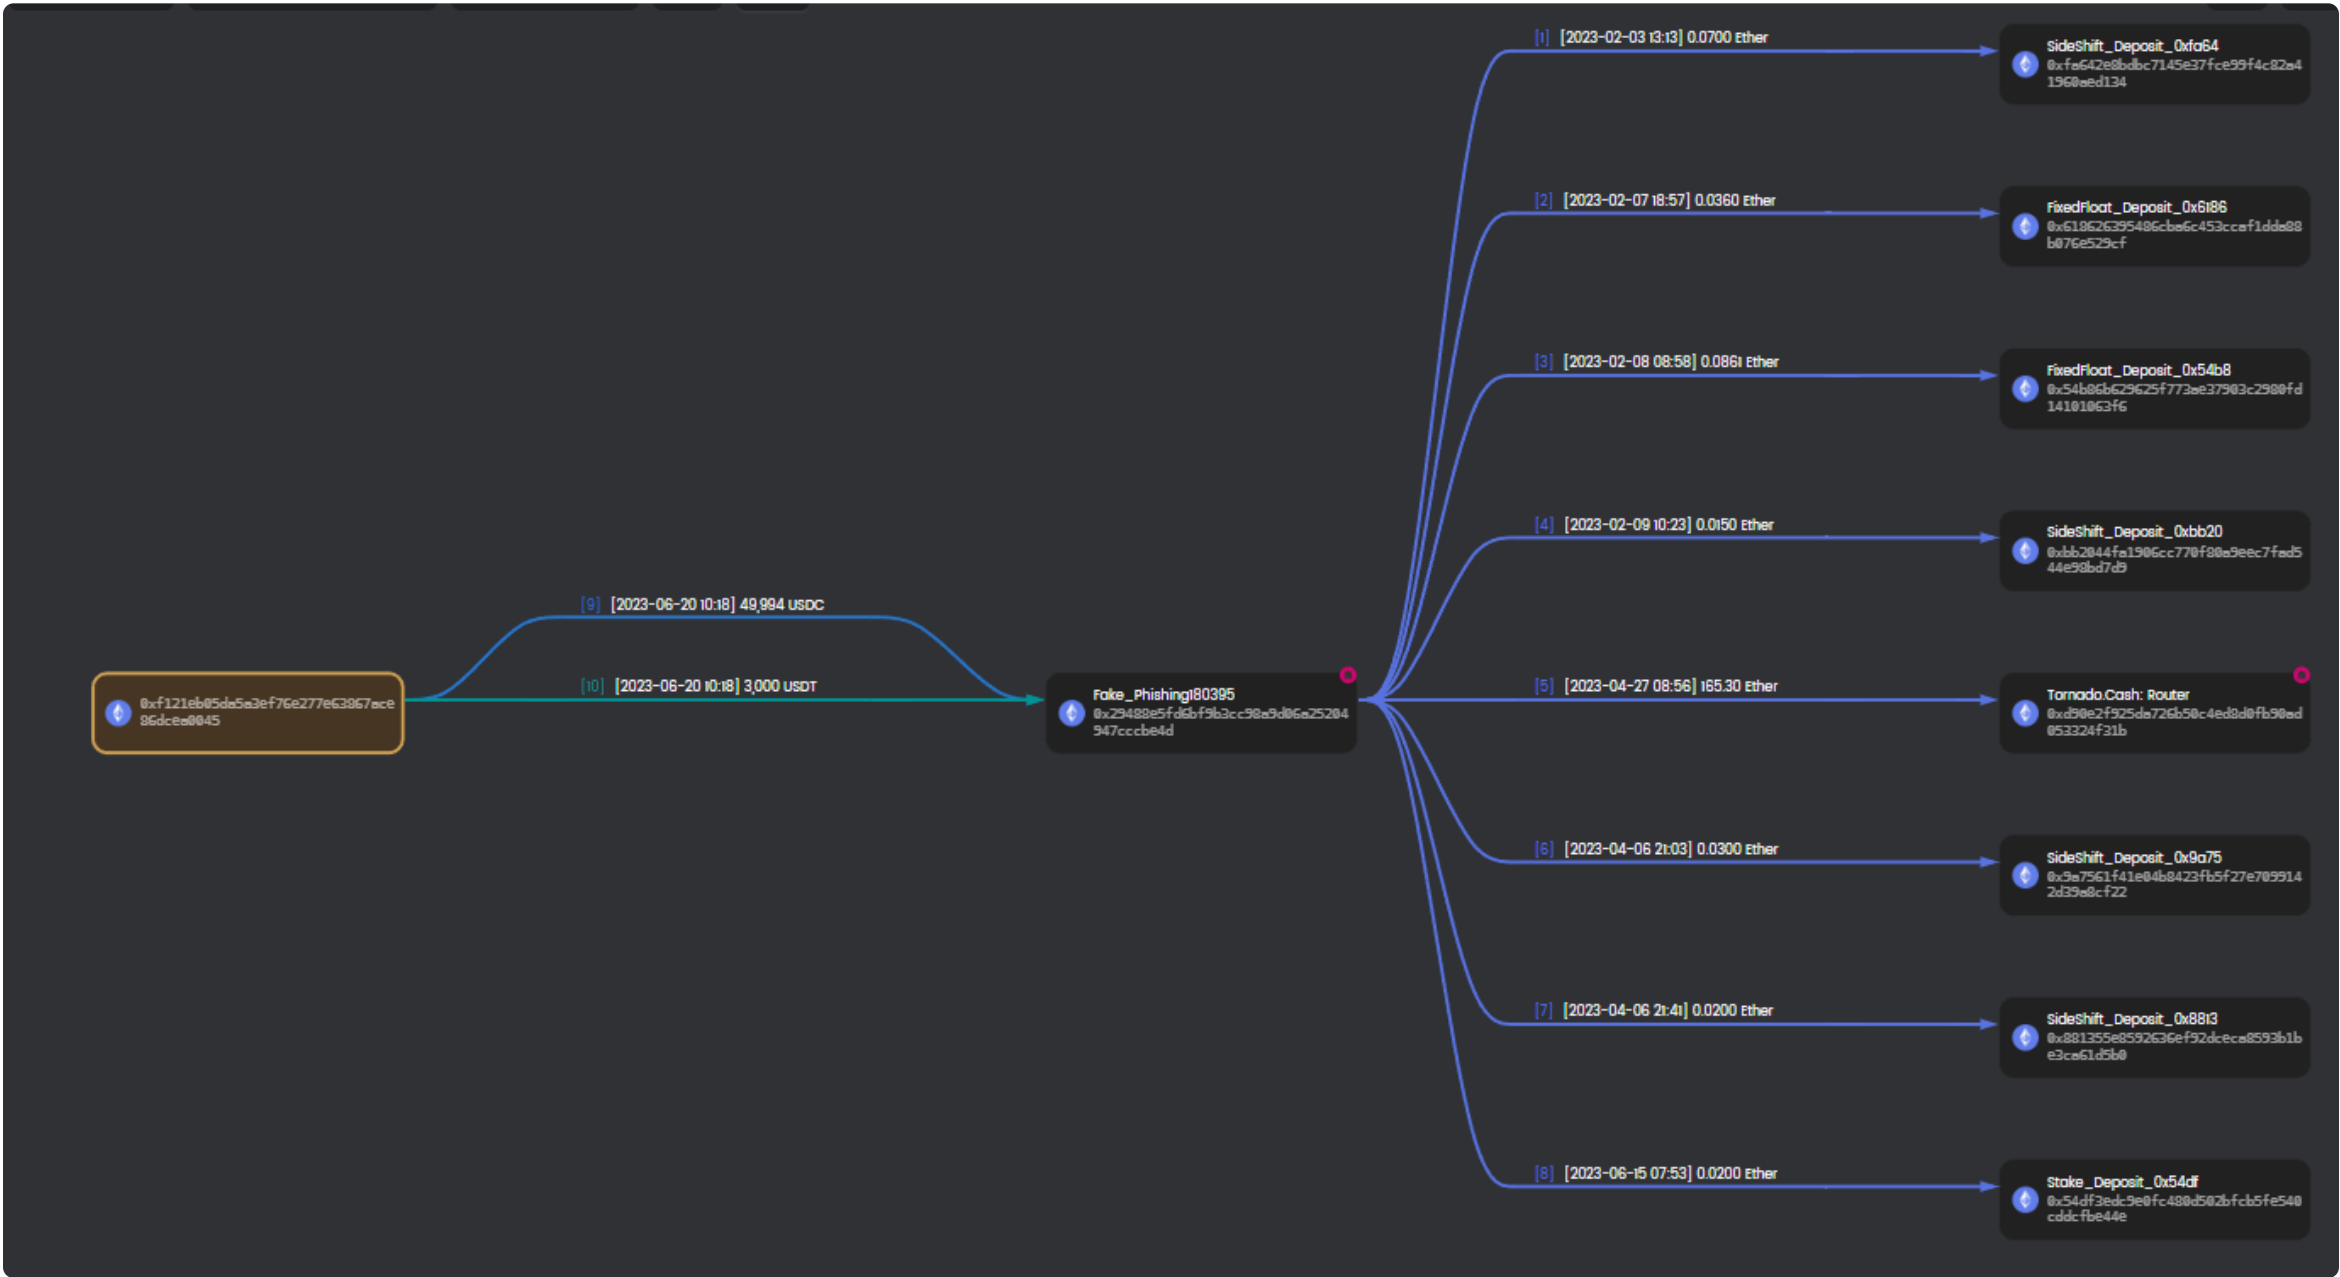 [1] [2023-02-03 13:13] 0.0700 Ether
SideShift_Deposit_0xfa64
0xfa642e8bdbc7145e37fce99f4c82a4
1960aed134
[2] [2023-02-07 18:57] 0.0360 Ether
FixedFloat_Deposit_0x6186
0x618626395486cba6c453ccaf1dda88
b076e529cf
[3] [2023-02-08 08:58] 0.0861 Ether
FixedFloat_Deposit_0x54b8
0x54b86b629625f773ae37903c2980fd
14101063f6
[4] [2023-02-09 10:23] 0.0150 Ether
SideShift_Deposit_0xbb20
0xbb2044fa1906cc770f80a9eec7fad5
44e98bd7d9
[9] [2023-06-20 10:18] 49,994 USDC
[10] [2023-06-20 10:18] 3,000 USDT
0xf121eb05da5a3ef76e277e63867ace
86dcea0045
Fake_Phishing180395
0x29488e5fd6bf9b3cc98a9d06a25204
947cccbe4d
[5] [2023-04-27 08:56] 165.30 Ether
Tornado.Cash: Router
0xd90e2f925da726b50c4ed8d0fb90ad
053324f31b
[6] [2023-04-06 21:03] 0.0300 Ether
SideShift_Deposit_0x9a75
0x9a7561f41e04b8423fb5f27e709914
2d39a8cf22
[7] [2023-04-06 21:41] 0.0200 Ether
SideShift_Deposit_0x8813
0x881355e8592636ef92dceca8593b1b
e3ca61d5b0
[8] [2023-06-15 07:53] 0.0200 Ether
Stake_Deposit_0x54df
0x54df3edc9e0fc480d502bfcb5fe540
cddcfbe44e